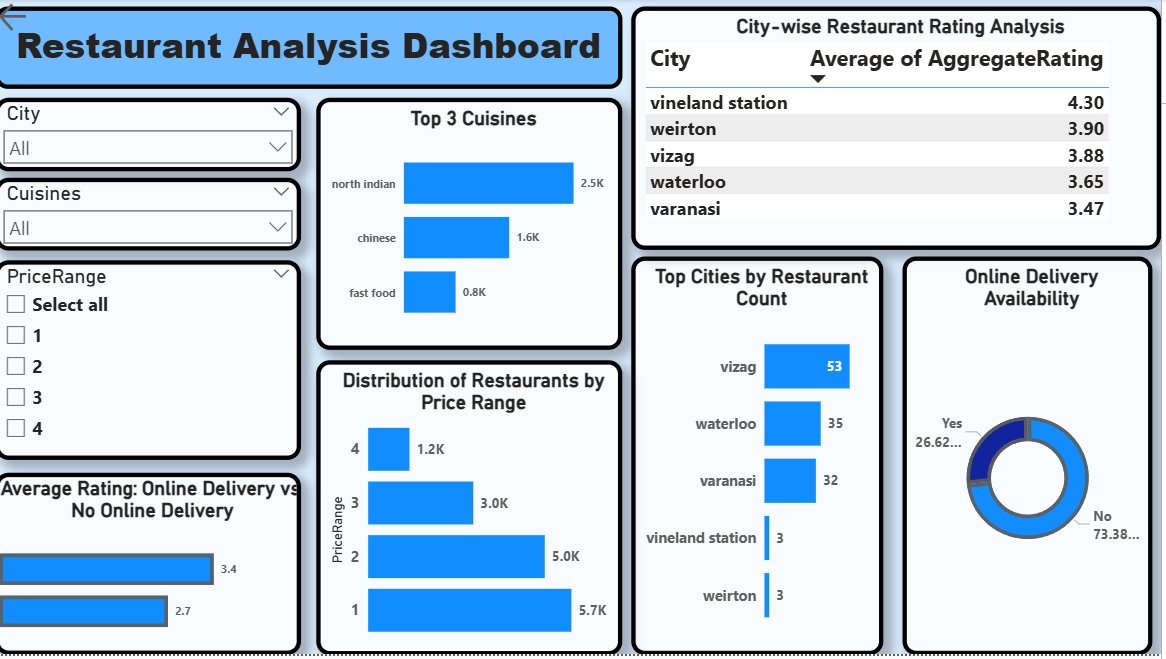 Restaurant Analysis Dashboard
City
All
Cuisines
All
PriceRange
Select all
1
2
3
4
Average Rating: Online Delivery vs
No Online Delivery
3.4
2.7
Top 3 Cuisines
north indian
2.5K
chinese
1.6K
fast food
0.8K
Distribution of Restaurants by
Price Range
PriceRange
4
1.2K
3
3.0K
2
5.0K
1
5.7K
City-wise Restaurant Rating Analysis
City Average of AggregateRating
vineland station 4.30
weirton 3.90
vizag 3.88
waterloo 3.65
varanasi 3.47
Top Cities by Restaurant
Count
vizag 53
waterloo 35
varanasi 32
vineland station 3
weirton 3
Online Delivery
Availability
Yes
26.62...
No
73.38...